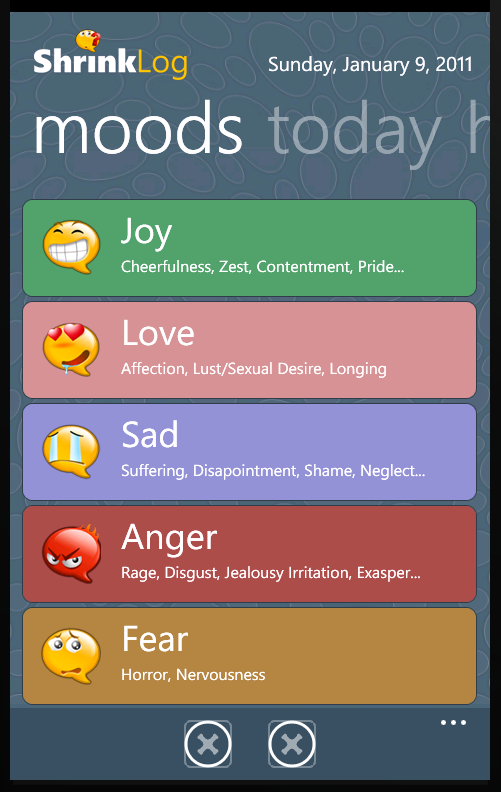 ShrinkLog
Sunday, January 9, 2011
moods today h
Joy
Cheerfulness, Zest, Contentment, Pride...
Love
Affection, Lust/Sexual Desire, Longing
Sad
Suffering, Disapointment, Shame, Neglect...
Anger
Rage, Disgust, Jealousy Irritation, Exasper...
Fear
Horror, Nervousness